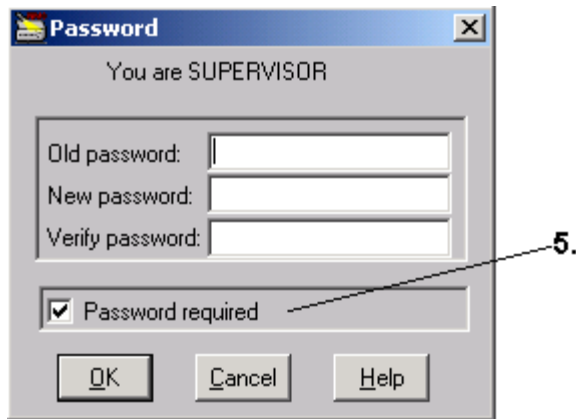 Password
You are SUPERVISOR
Old password:
New password:
Verify password:
5.
Password required
OK Cancel Help